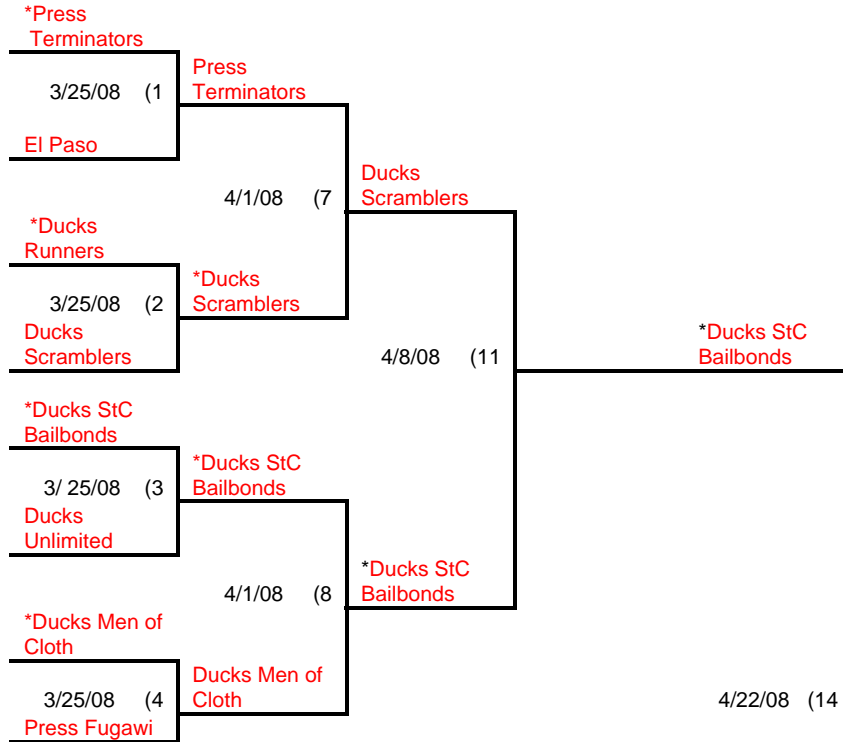 *Press
Terminators
3/25/08 (1
Press
Terminators
El Paso
4/1/08 (7
Ducks
Scramblers
*Ducks
Runners
3/25/08 (2
*Ducks
Scramblers
Ducks
Scramblers
4/8/08 (11
*Ducks StC
Bailbonds
*Ducks StC
Bailbonds
3/ 25/08 (3
*Ducks StC
Bailbonds
Ducks
Unlimited
4/1/08 (8
*Ducks StC
Bailbonds
*Ducks Men of
Cloth
3/25/08 (4
Ducks Men of
Cloth
Press Fugawi
4/22/08 (14